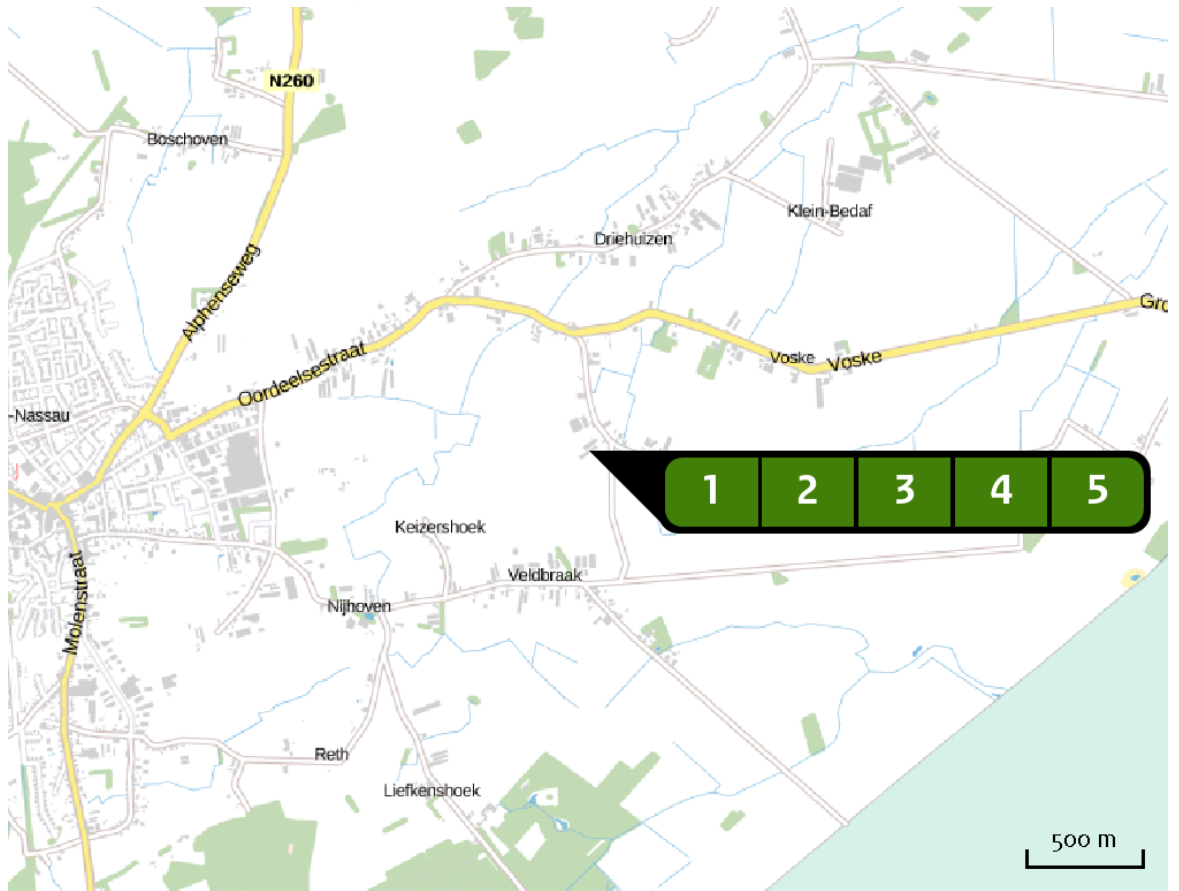 N260
Boschoven
Klein-Bedaf
Driehuizen
Alphenseweg
Gro
Voske Voske
Oordeelsestraat
-Nassau
1 2 3 4 5
Keizershoek
Veldbraak
Nijhoven
Molenstraat
Reth
Liefkenshoek
500 m